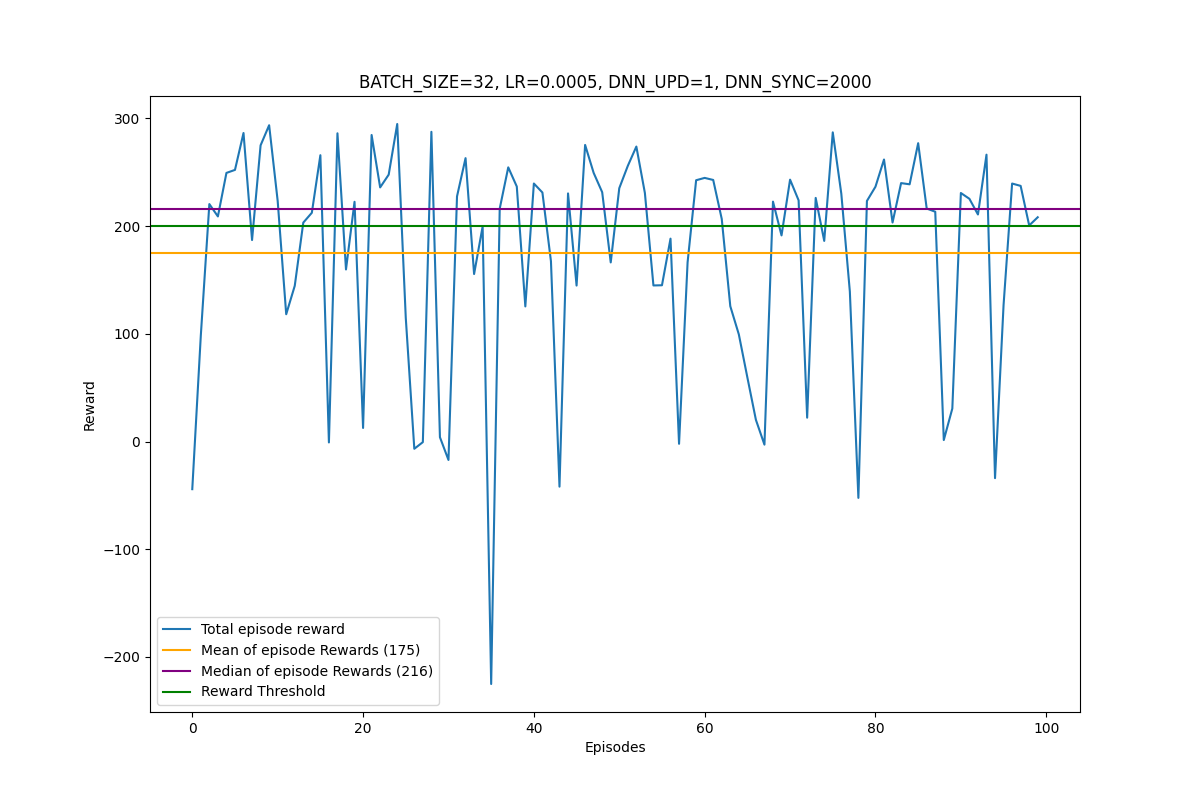 BATCH_SIZE=32, LR=0.0005, DNN_UPD=1, DNN_SYNC=2000
300
200
100
0
−100
−200
Reward
Total episode reward
Mean of episode Rewards (175)
Median of episode Rewards (216)
Reward Threshold
0 20 40 60 80 100
Episodes